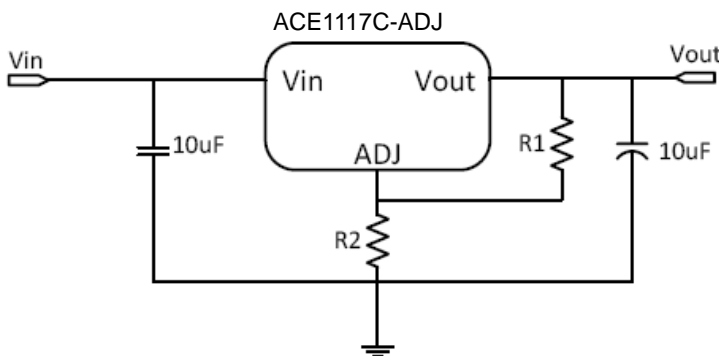 ACE1117C-ADJ
Vin
Vin
Vout
Vout
10uF
ADJ
R1
10uF
R2